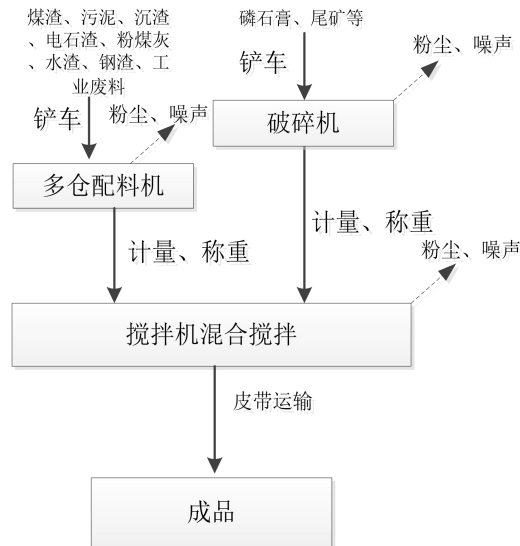 煤渣、污泥、沉渣
、电石渣、粉煤灰
、水渣、钢渣、工
业废料
磷石膏、尾矿等
粉尘、噪声
铲车
铲车
粉尘、噪声
破碎机
多仓配料机
计量、称重
计量、称重
粉尘、噪声
搅拌机混合搅拌
皮带运输
成品